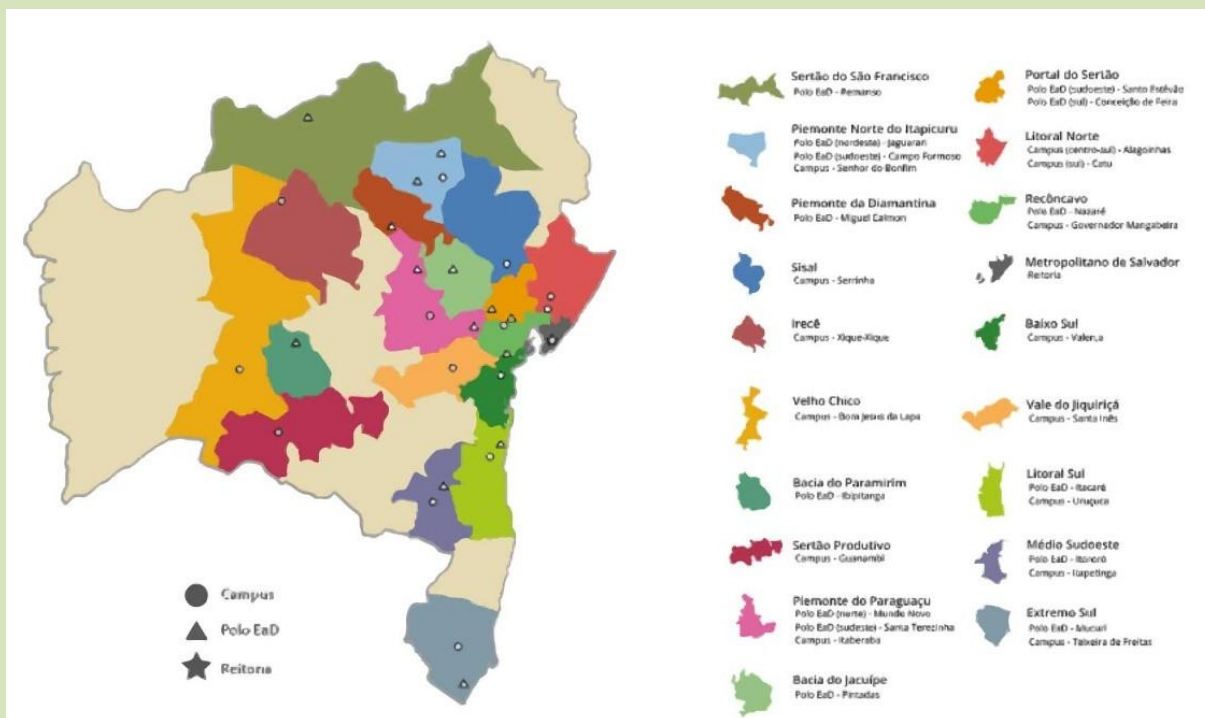 Sertão do São Francisco
Polo EaD - Remanso
Piemonte Norte do Itapicuru
Polo EaD (nordeste) - Jaguarari
Polo EaD (sudoeste) - Campo Formoso
Campus - Senhor do Bonfim
Piemonte da Diamantina
Polo EaD - Miguel Calmon
Sisal
Campus - Serrinha
Irecê
Campus - Xique-Xique
Velho Chico
Campus - Bom Jesus da Lapa
Bacia do Paramirim
Polo EaD - Ibipitanga
Sertão Produtivo
Campus - Guanambi
Piemonte do Paraguaçu
Polo EaD (norte) - Mundo Novo
Polo EaD (sudeste) - Santa Terezinha
Campus - Itaberaba
Bacia do Jacuípe
Polo EaD - Pintadas
Portal do Sertão
Polo EaD (sudoeste) - Santo Estêvão
Polo EaD (sul) - Conceição de Feira
Litoral Norte
Campus (centro-sul) - Alagoinhas
Campus (sul) - Catu
Recôncavo
Polo EaD - Nazaré
Campus - Governador Mangabeira
Metropolitano de Salvador
Reitoria
Baixo Sul
Campus - Valença
Vale do Jiquiriçá
Campus - Santa Inês
Litoral Sul
Polo EaD - Itacaré
Campus - Uruçuca
Médio Sudoeste
Polo EaD - Itororó
Campus - Itapetinga
Extremo Sul
Polo EaD - Mucuri
Campus - Teixeira de Freitas
Campus
Polo EaD
Reitoria